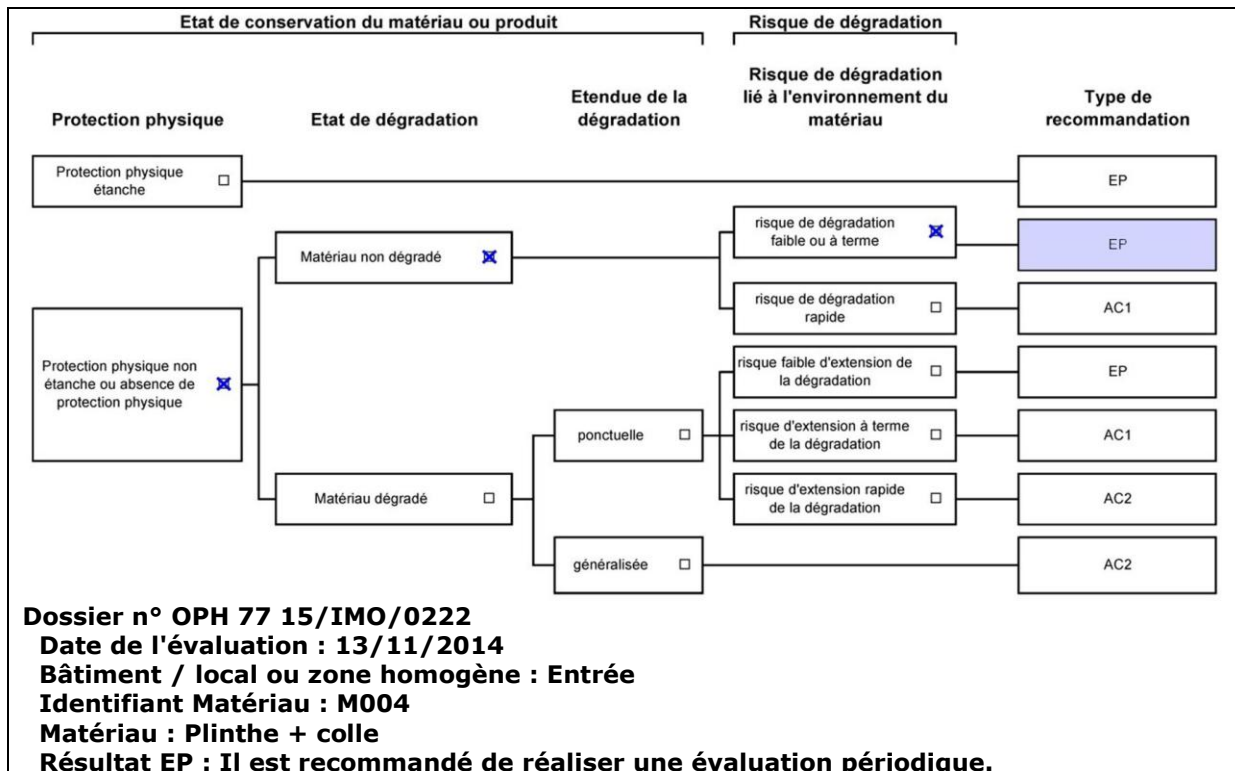 Etat de conservation du matériau ou produit
Risque de dégradation
Protection physique
Etat de dégradation
Etendue de la
dégradation
Risque de dégradation
lié à l'environnement du
matériau
Type de
recommandation
Protection physique
étanche
EP
risque de dégradation
faible ou à terme
EP
Matériau non dégradé
risque de dégradation
rapide
AC1
Protection physique non
étanche ou absence de
protection physique
risque faible d'extension de
la dégradation
EP
ponctuelle
risque d'extension à terme
de la dégradation
AC1
Matériau dégradé
risque d'extension rapide
de la dégradation
AC2
généralisée
AC2
Dossier n° OPH 77 15/IMO/0222
Date de l'évaluation : 13/11/2014
Bâtiment / local ou zone homogène : Entrée
Identifiant Matériau : M004
Matériau : Plinthe + colle
Résultat EP : Il est recommandé de réaliser une évaluation périodique.